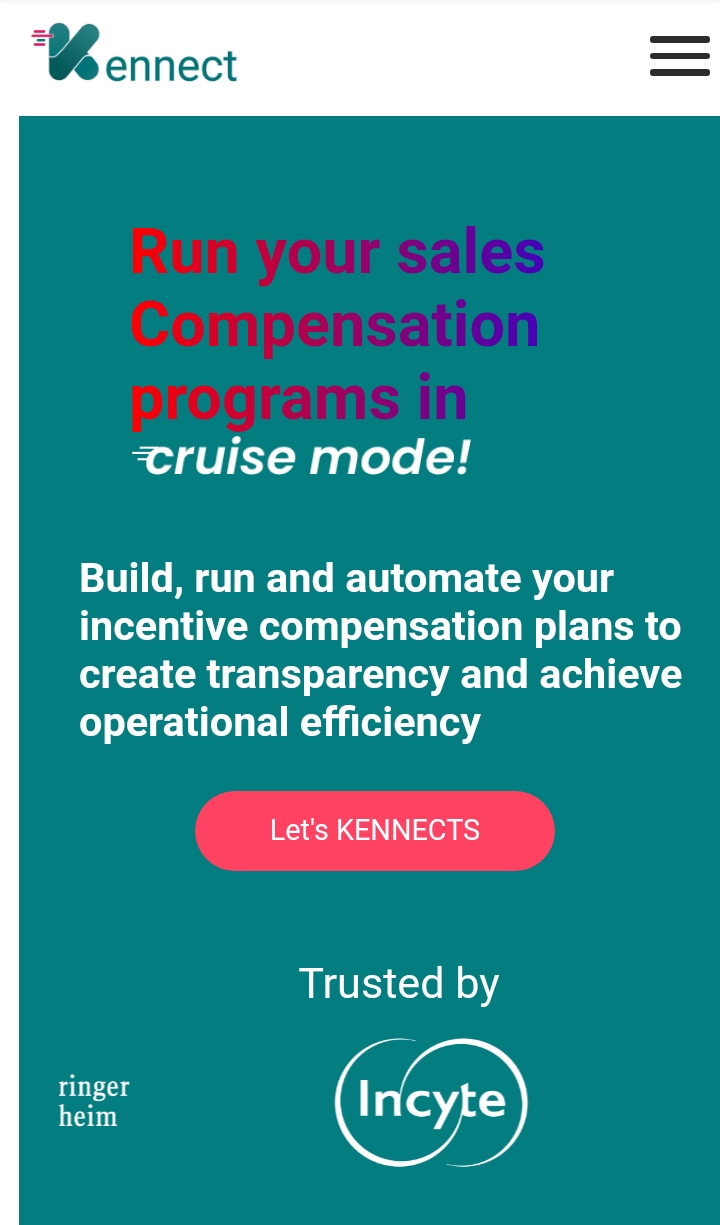 Kennect
Run your sales
Compensation
programs in
cruise mode!
Build, run and automate your
incentive compensation plans to
create transparency and achieve
operational efficiency
Let's KENNECTS
Trusted by
ringer
heim
Incyte